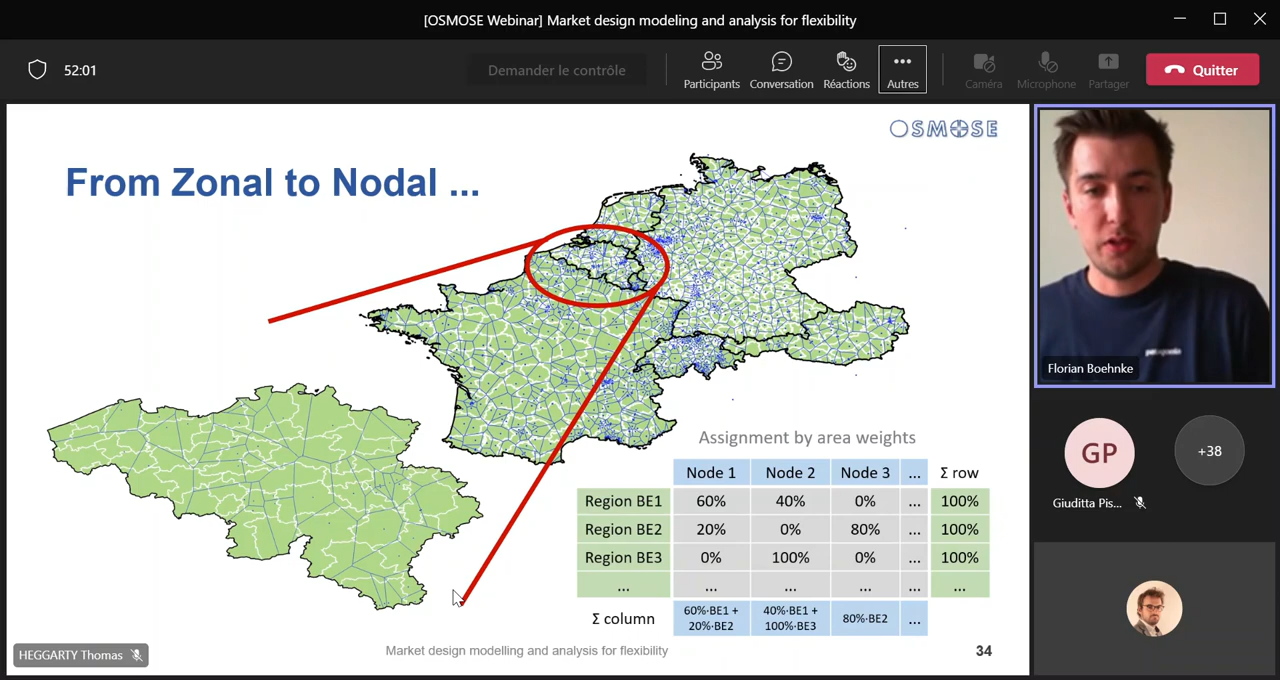 [OSMOSE Webinar] Market design modeling and analysis for flexibility
52:01
Demander le contrôle
Participants
Conversation
Réactions
Autres
Caméra
Microphone
Partager
Quitter
OSMOSE
From Zonal to Nodal ...
Florian Boehnke
Assignment by area weights
Node 1 Node 2 Node 3 ... Σ row
Region BE1 60% 40% 0% ... 100%
Region BE2 20% 0% 80% ... 100%
Region BE3 0% 100% 0% ... 100%
... ... ... ... ... ...
Σ column 60%·BE1 + 20%·BE2 40%·BE1 + 100%·BE3 80%·BE2 ...
GP
Giuditta Pis...
+38
HEGGARTY Thomas
Market design modelling and analysis for flexibility
34